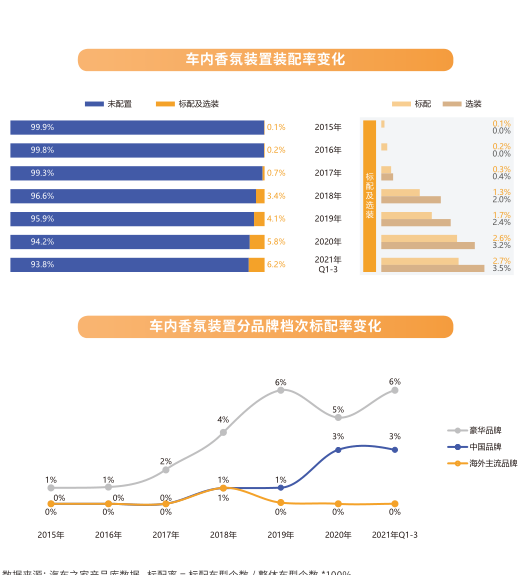 车内香氛装置装配率变化
未配置 标配及选装 标配 选装
99.9% 0.1% 2015年 0.1% 0.0%
99.8% 0.2% 2016年 0.2% 0.0%
99.3% 0.7% 2017年 0.3% 0.4%
96.6% 3.4% 2018年 1.3% 2.0%
95.9% 4.1% 2019年 1.7% 2.4%
94.2% 5.8% 2020年 2.6% 3.2%
93.8% 6.2% 2021年 Q1-3 2.7% 3.5%
标配及选装
车内香氛装置分品牌档次标配率变化
1% 1% 2% 4% 6% 5% 6%
3% 3%
0% 0% 0% 1% 1%
0% 0% 0% 1% 0% 0% 0%
豪华品牌
中国品牌
海外主流品牌
2015年 2016年 2017年 2018年 2019年 2020年 2021年Q1-3
数据来源: 汽车之家产品库数据, 标配率 = 标配车型个数 / 整体车型个数 *100%